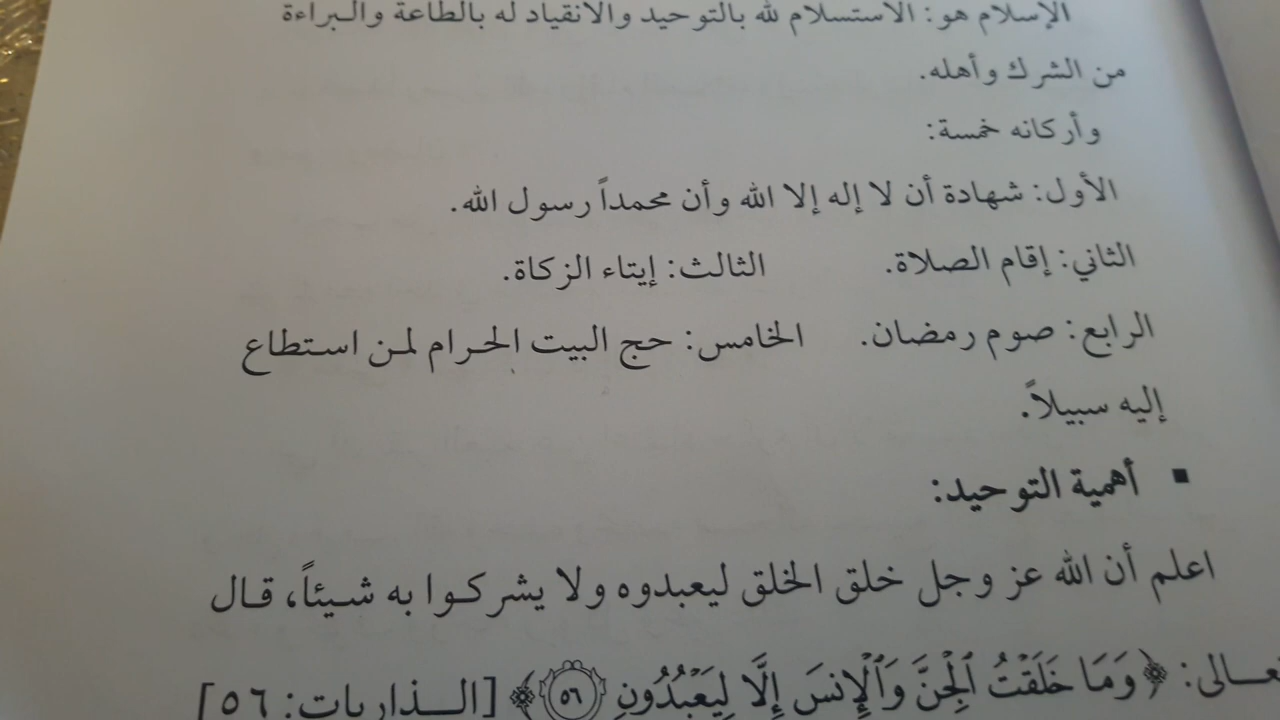 الإسلام هو: الاستسلام لله بالتوحيد والانقياد له بالطاعة والبراءة
من الشرك وأهله.
وأركانه خمسة:
الأول: شهادة أن لا إله إلا الله وأن محمداً رسول الله.
الثاني: إقام الصلاة. الثالث: إيتاء الزكاة.
الرابع: صوم رمضان. الخامس: حج البيت الحرام لمن استطاع
إليه سبيلاً.
▪ أهمية التوحيد:
اعلم أن الله عز وجل خلق الخلق ليعبدوه ولا يشركوا به شيئاً، قال
تعالى: ﴿وَمَا خَلَقْتُ ٱلْجِنَّ وَٱلْإِنسَ إِلَّا لِيَعْبُدُونِ ٥٦﴾ [الذاريات: ٥٦]